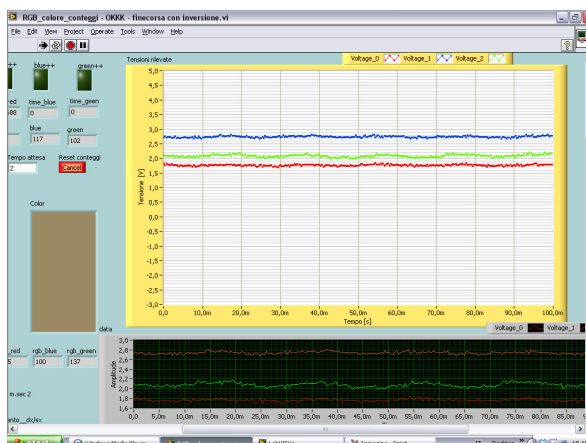 RGB_colore_conteggi - OKKK - finecorsa con inversione.vi
File Edit View Project Operate Tools Window Help
++ blue++ green++
Tensioni rilevate
Voltage_0 Voltage_1 Voltage_2
red time_blue time_geen
588 0 0
blue green
117 102
Tempo attesa Reset conteggi
2 Cancel
Color
Tensione [V]
5,0-
4,5-
4,0-
3,5-
3,0-
2,5-
2,0-
1,5-
1,0-
0,5-
0,0-
-0,5-
-1,0-
-1,5-
-2,0-
-2,5-
-3,0-
0,0 10,0m 20,0m 30,0m 40,0m 50,0m 60,0m 70,0m 80,0m 90,0m 100,0m
Tempo [s]
data
Voltage_0 Voltage_1
_red rgb_blue rgb_green
5 100 137
m.sec 2
Amplitude
3,0-
2,8-
2,6-
2,4-
2,2-
2,0-
1,8-
1,6-
0,0 5,0m 10,0m 15,0m 20,0m 25,0m 30,0m 35,0m 40,0m 45,0m 50,0m 55,0m 60,0m 65,0m 70,0m 75,0m 80,0m 85,0m